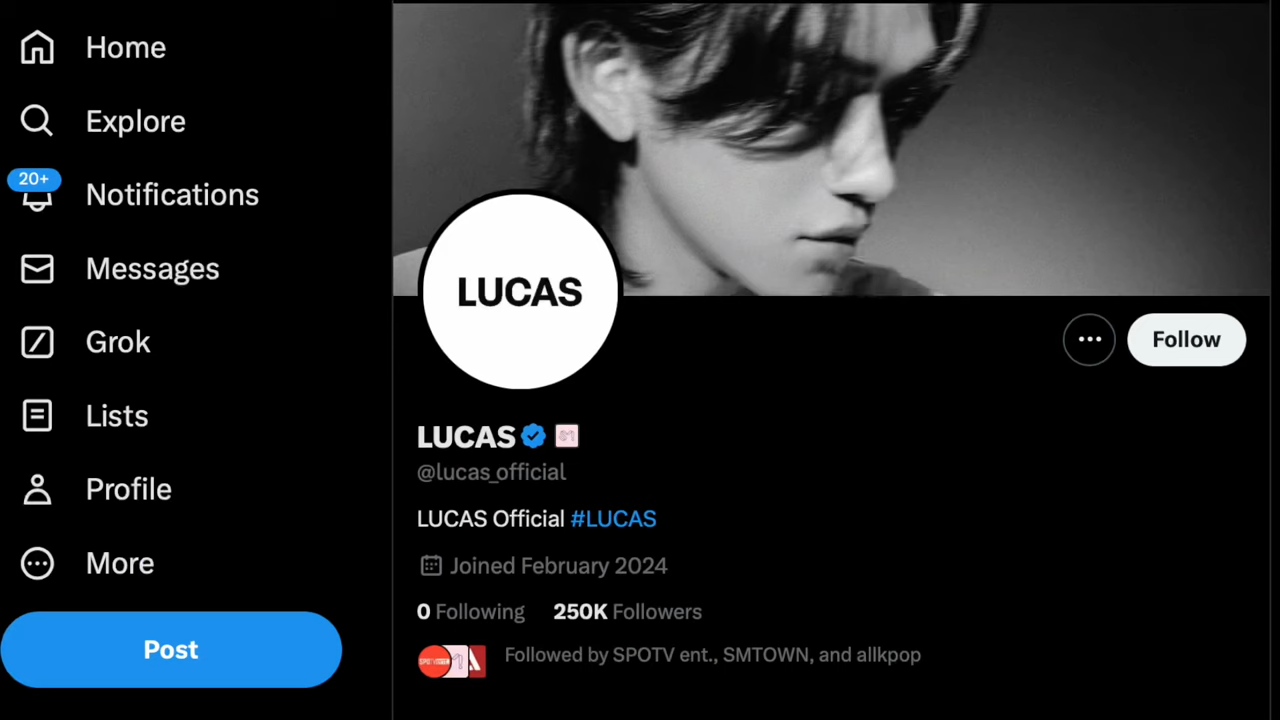 Home
Explore
20+
Notifications
Messages
Grok
Lists
Profile
More
Post
LUCAS
Follow
LUCAS
@lucas_official
LUCAS Official #LUCAS
Joined February 2024
0 Following 250K Followers
Followed by SPOTV ent., SMTOWN, and allkpop